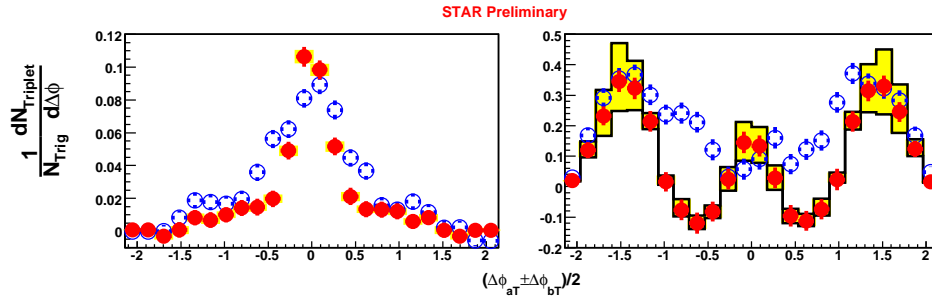 STAR Preliminary
1 dN_Triplet
N_Trig d Δϕ
0.12
0.1
0.08
0.06
0.04
0.02
0
-2 -1.5 -1 -0.5 0 0.5 1 1.5 2
0.5
0.4
0.3
0.2
0.1
0
-0.1
-0.2
-2 -1.5 -1 -0.5 0 0.5 1 1.5 2
(Δϕ_aT±Δϕ_bT)/2